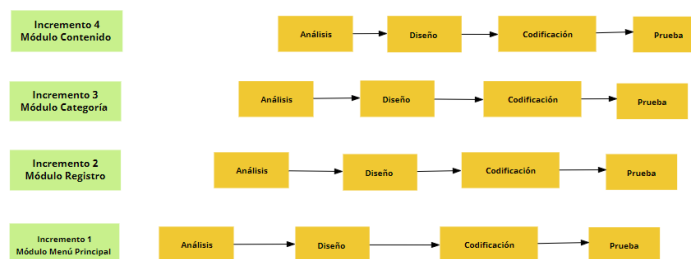 Incremento 4
Módulo Contenido
Análisis
Diseño
Codificación
Prueba
Incremento 3
Módulo Categoría
Análisis
Diseño
Codificación
Prueba
Incremento 2
Módulo Registro
Análisis
Diseño
Codificación
Prueba
Incremento 1
Módulo Menú Principal
Análisis
Diseño
Codificación
Prueba